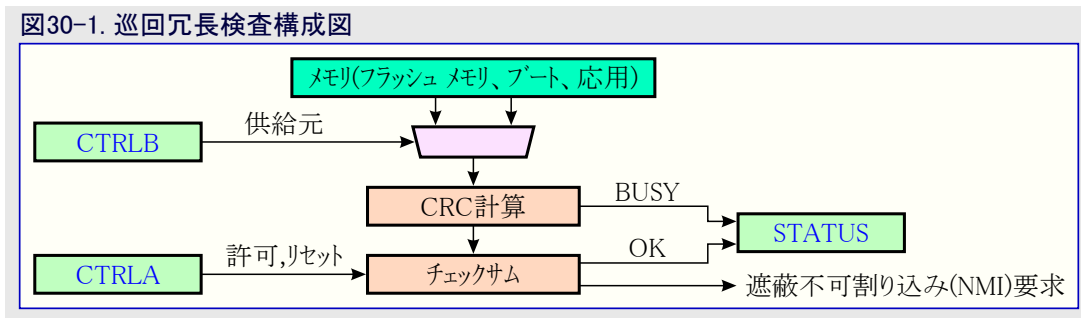 図30-1. 巡回冗長検査構成図
メモリ(フラッシュ メモリ、ブート、応用)
供給元
CTRLB
BUSY
CRC計算
STATUS
OK
許可,リセット
CTRLA
チェックサム
遮蔽不可割り込み(NMI)要求